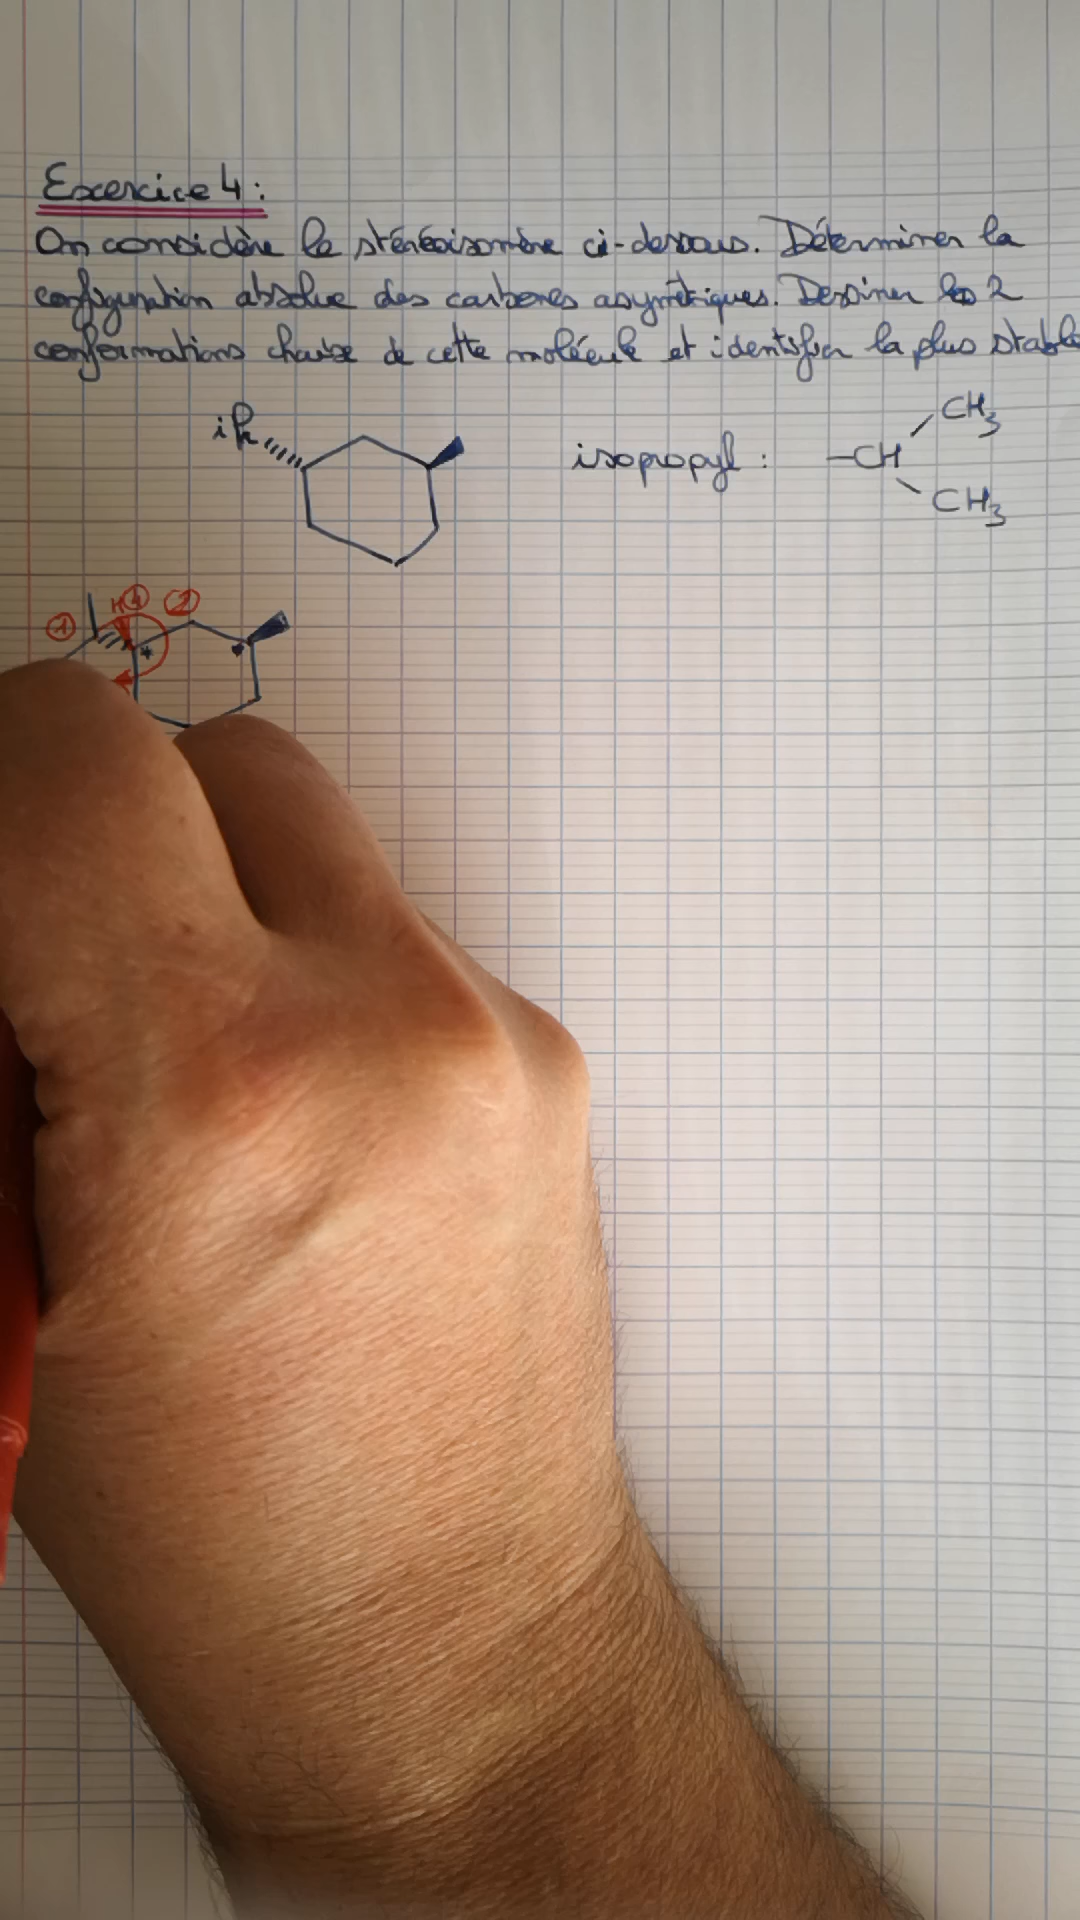 Excercice 4 :
On considère le stéréoisomère ci-dessous. Déterminer la
configuration absolue des carbones asymétriques. Dessiner les 2
conformations chaise de cette molécule et identifier la plus stable
iPr
isopropyl : -CH
CH3
CH3
1 H 4 2
* *